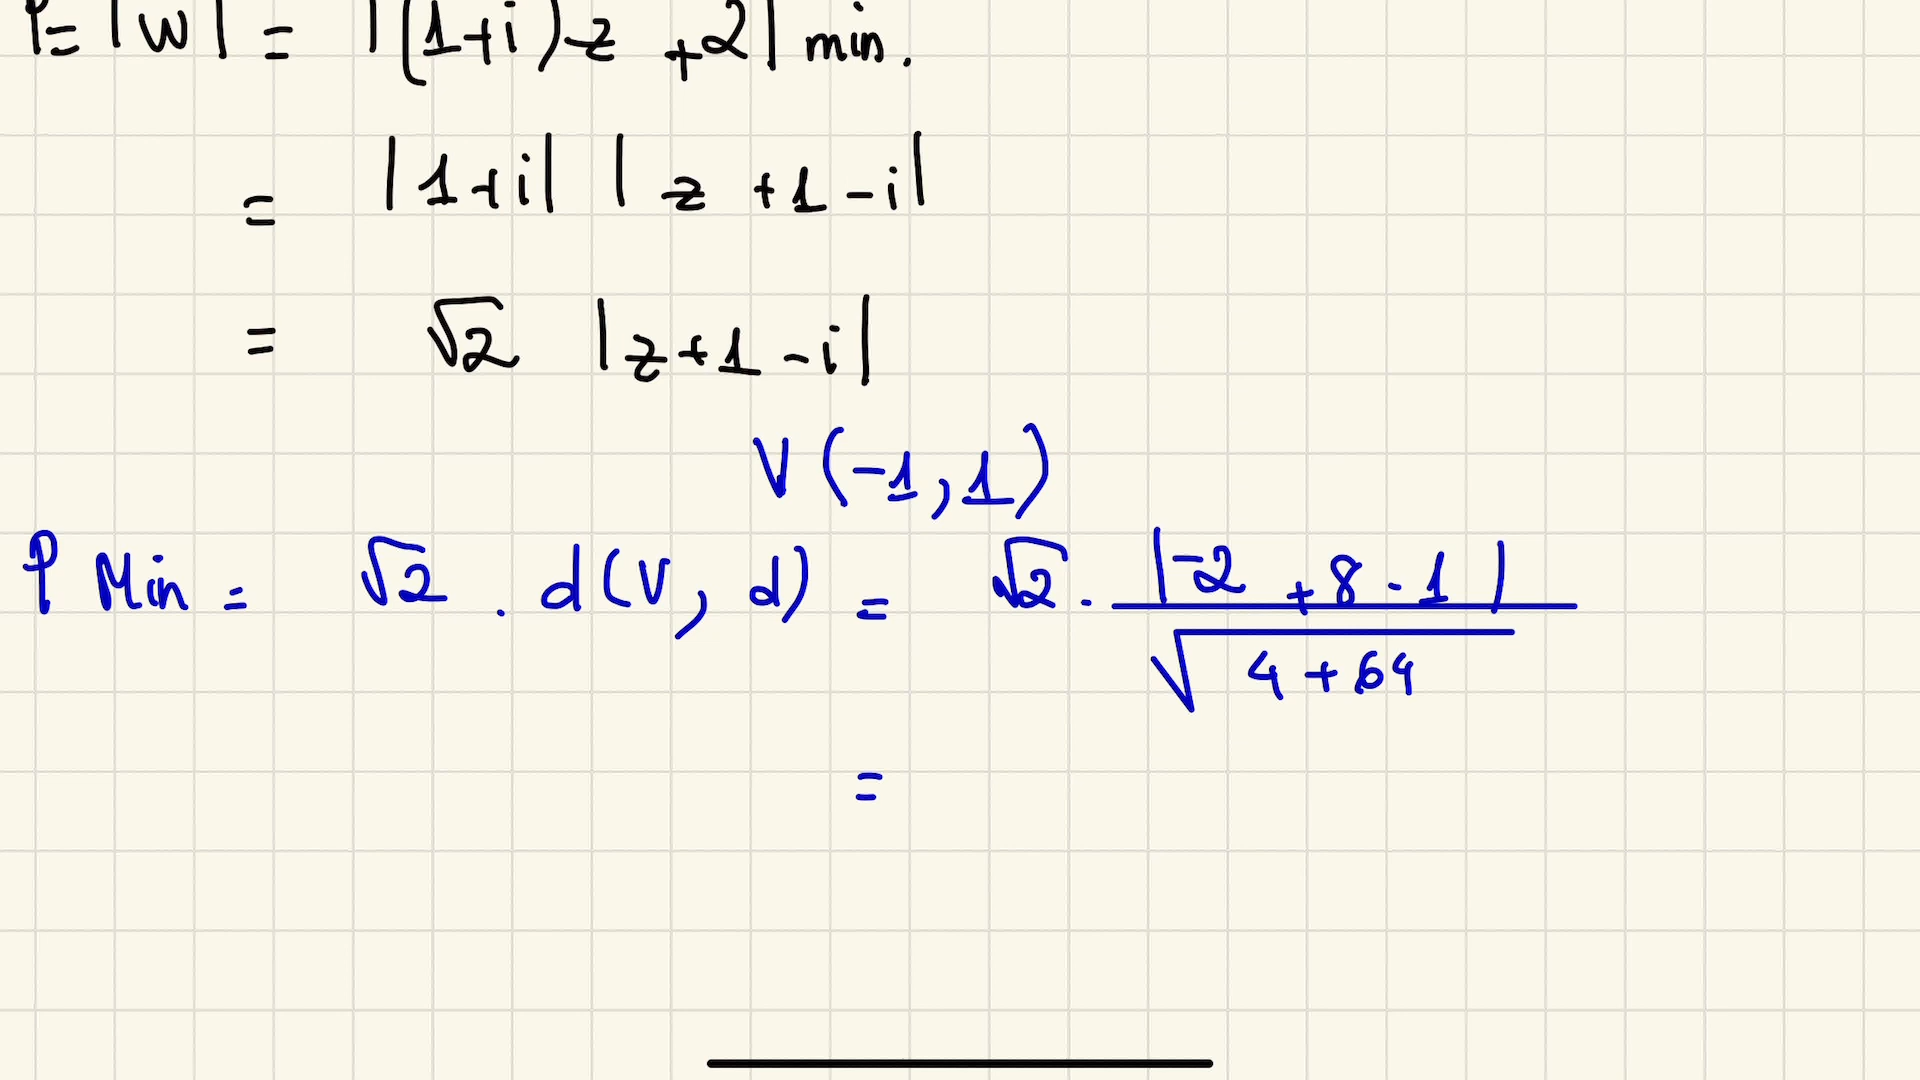 P = |w| = |(1+i)z + 2| min.
= |1+i| |z + 1 - i|
= √2 |z + 1 - i|
V(-1, 1)
P Min = √2 . d(V, d) = √2 . |-2 + 8 - 1| / √(4 + 64)
=